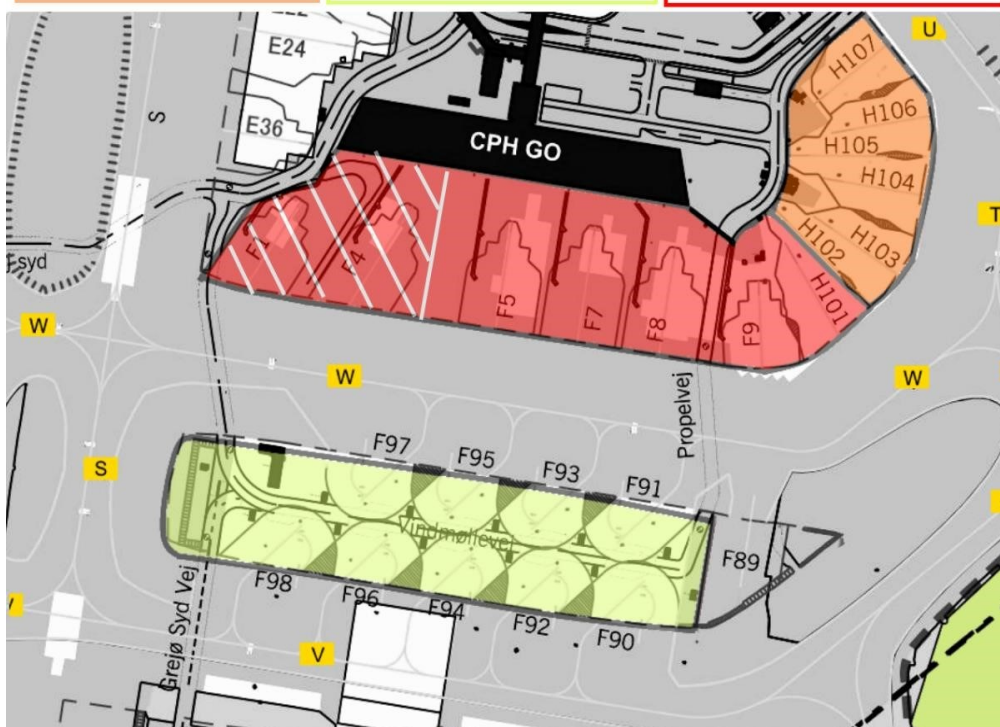 E24
U
H107
S
H106
E36
CPH GO
H105
H104
T
H102
H103
F1
F4
H101
syd
F5
F7
F8
F9
W
W
W
Propelvej
F97
F95
S
F93
F91
Vindmøllevej
F89
F98
F96
F94
F92
F90
Grejø Syd Vej
V